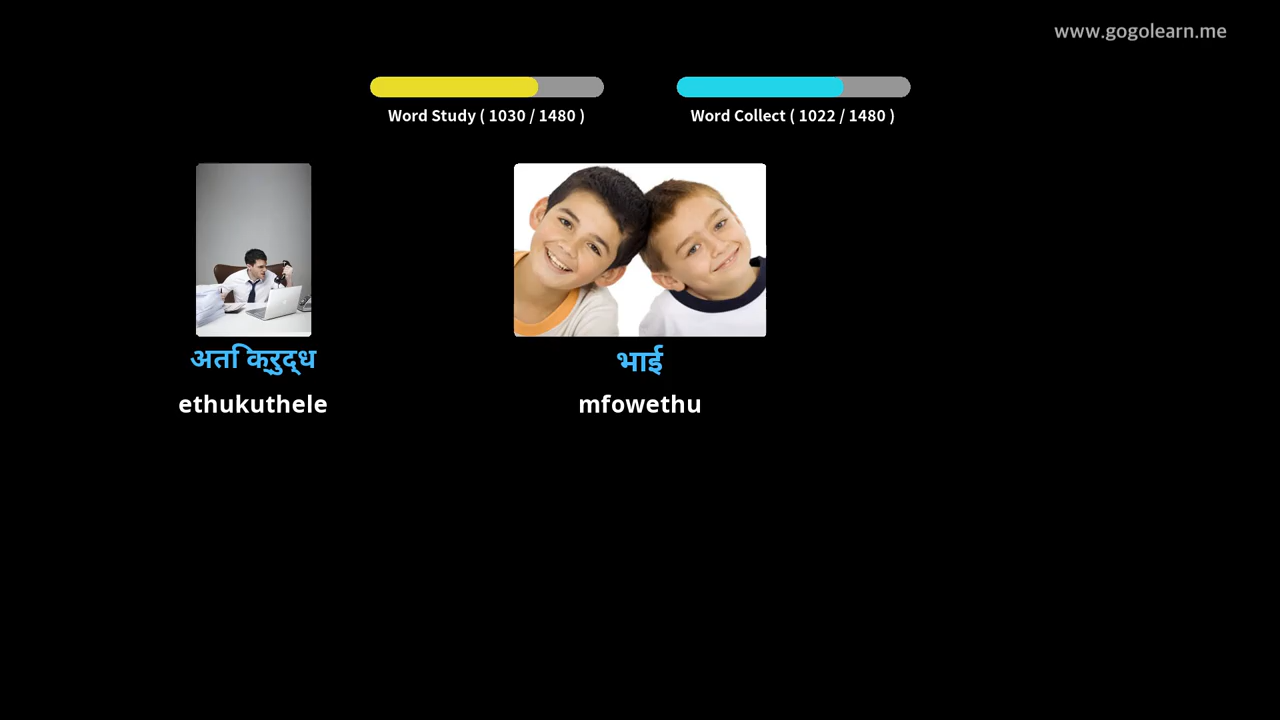 www.gogolearn.me
Word Study ( 1030 / 1480 )
Word Collect ( 1022 / 1480 )
अति क्रुद्ध
भाई
ethukuthele
mfowethu